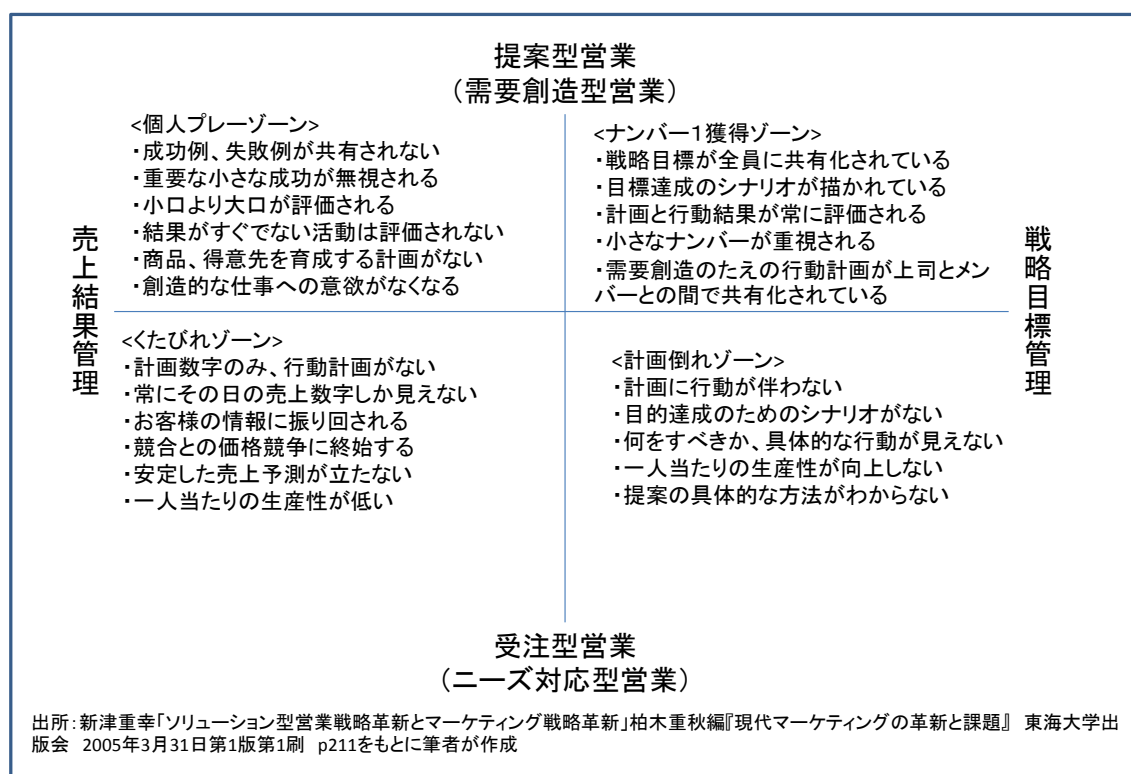 提案型営業
（需要創造型営業）
<個人プレーゾーン>
・成功例、失敗例が共有されない
・重要な小さな成功が無視される
・小口より大口が評価される
・結果がすぐでない活動は評価されない
・商品、得意先を育成する計画がない
・創造的な仕事への意欲がなくなる
<ナンバー１獲得ゾーン>
・戦略目標が全員に共有化されている
・目標達成のシナリオが描かれている
・計画と行動結果が常に評価される
・小さなナンバーが重視される
・需要創造のたえの行動計画が上司とメン
バーとの間で共有化されている
売上結果管理
戦略目標管理
<くたびれゾーン>
・計画数字のみ、行動計画がない
・常にその日の売上数字しか見えない
・お客様の情報に振り回される
・競合との価格競争に終始する
・安定した売上予測が立たない
・一人当たりの生産性が低い
<計画倒れゾーン>
・計画に行動が伴わない
・目的達成のためのシナリオがない
・何をすべきか、具体的な行動が見えない
・一人当たりの生産性が向上しない
・提案の具体的な方法がわからない
受注型営業
（ニーズ対応型営業）
出所：新津重幸「ソリューション型営業戦略革新とマーケティング戦略革新」柏木重秋編『現代マーケティングの革新と課題』　東海大学出
版会　2005年3月31日第1版第1刷　p211をもとに筆者が作成